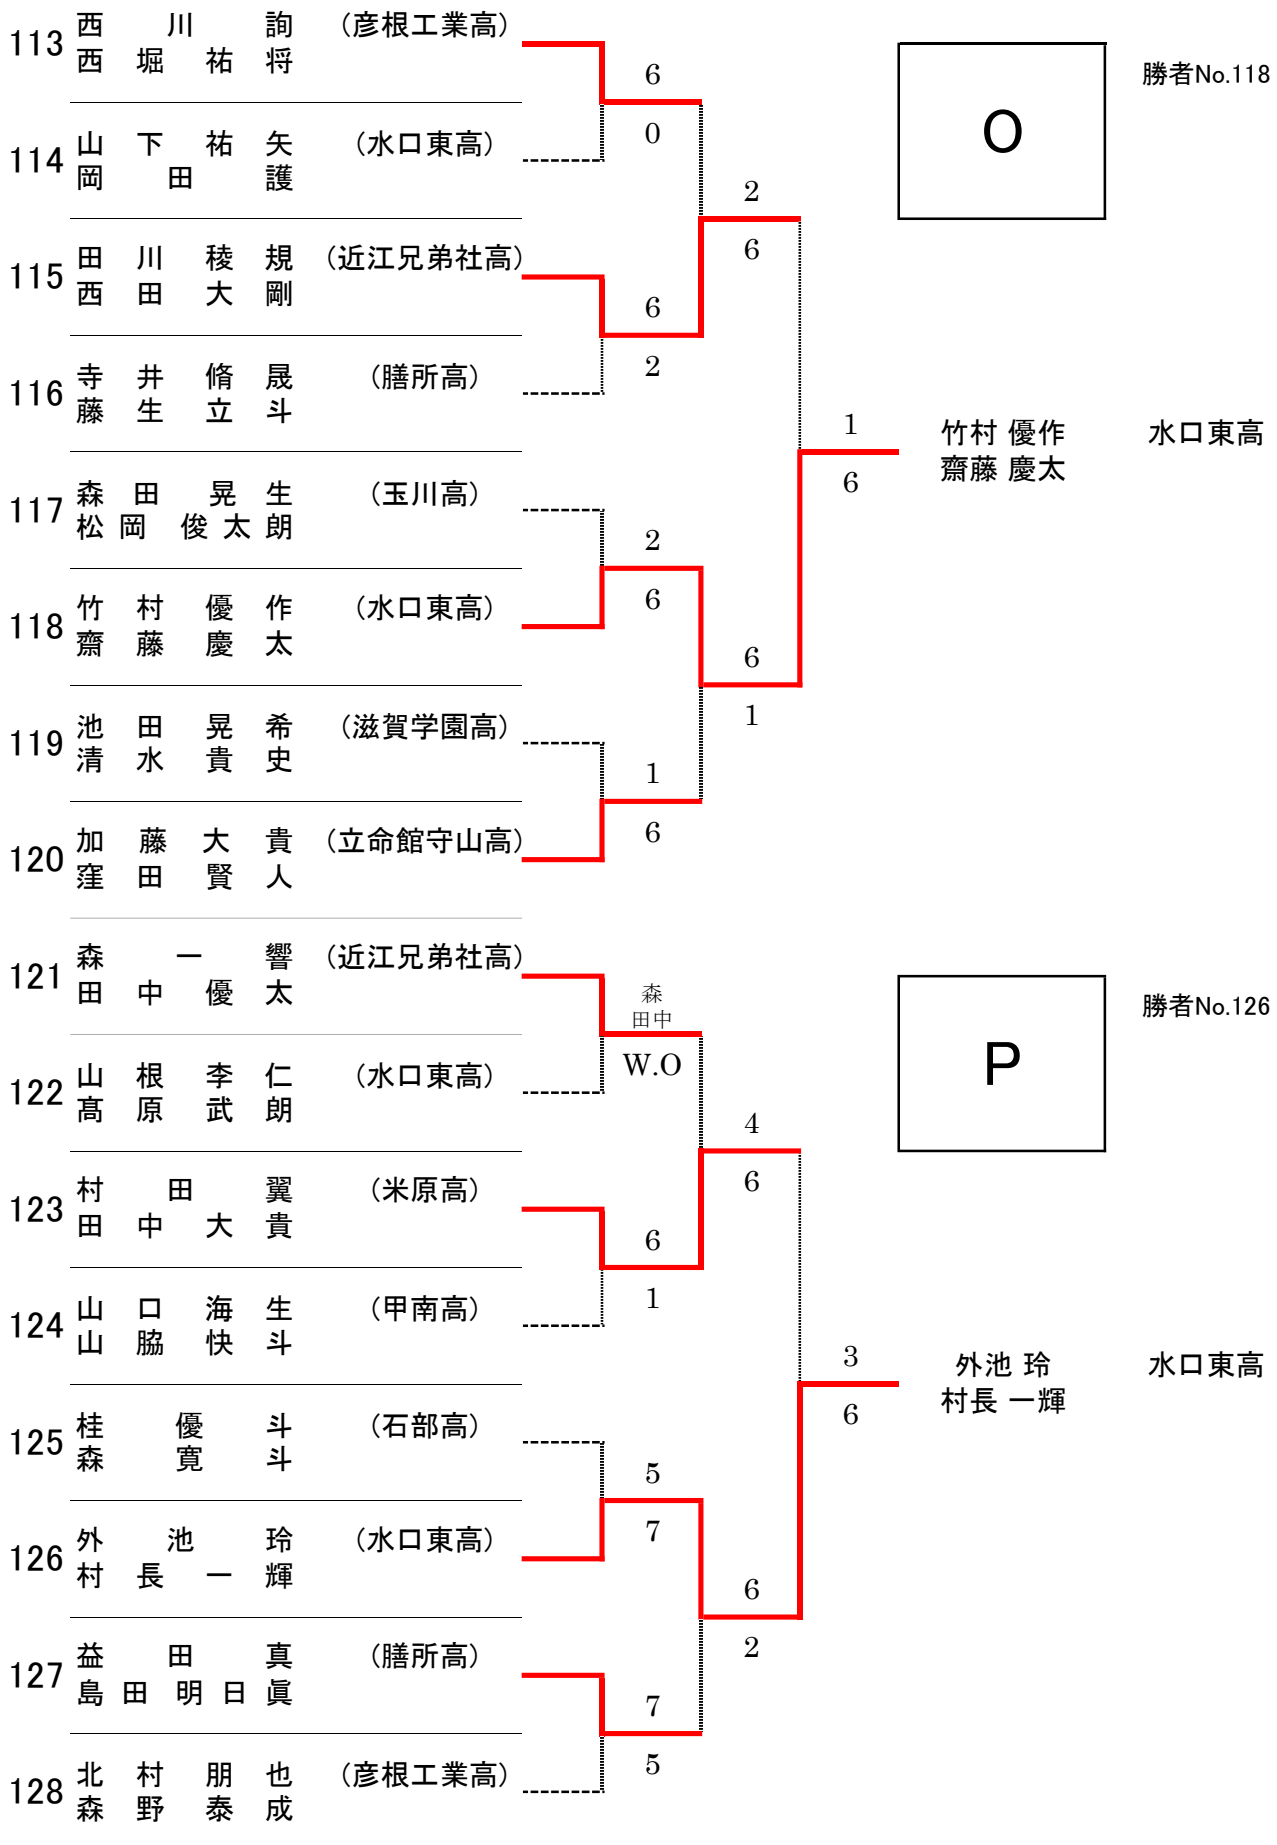 113 西川 詢 (彦根工業高)
西堀 祐将
6
0
114 山下 祐矢 (水口東高)
岡田 護
2
6
115 田川 稜規 (近江兄弟社高)
西田 大剛
6
2
116 寺井 脩晟 (膳所高)
藤生 立斗
1
6
117 森田 晃生 (玉川高)
松岡 俊太朗
2
6
118 竹村 優作 (水口東高)
齋藤 慶太
6
1
119 池田 晃希 (滋賀学園高)
清水 貴史
1
6
120 加藤 大貴 (立命館守山高)
窪田 賢人
O
勝者No.118
竹村 優作 水口東高
齋藤 慶太
121 森 一響 (近江兄弟社高)
田中 優太
森
田中
W.O
122 山根 李仁 (水口東高)
髙原 武朗
4
6
123 村田 翼 (米原高)
田中 大貴
6
1
124 山口 海生 (甲南高)
山脇 快斗
3
6
125 桂 優斗 (石部高)
森 寛斗
5
7
126 外池 玲 (水口東高)
村長 一輝
6
2
127 益田 真 (膳所高)
島田 明日眞
7
5
128 北村 朋也 (彦根工業高)
森野 泰成
P
勝者No.126
外池 玲 水口東高
村長 一輝